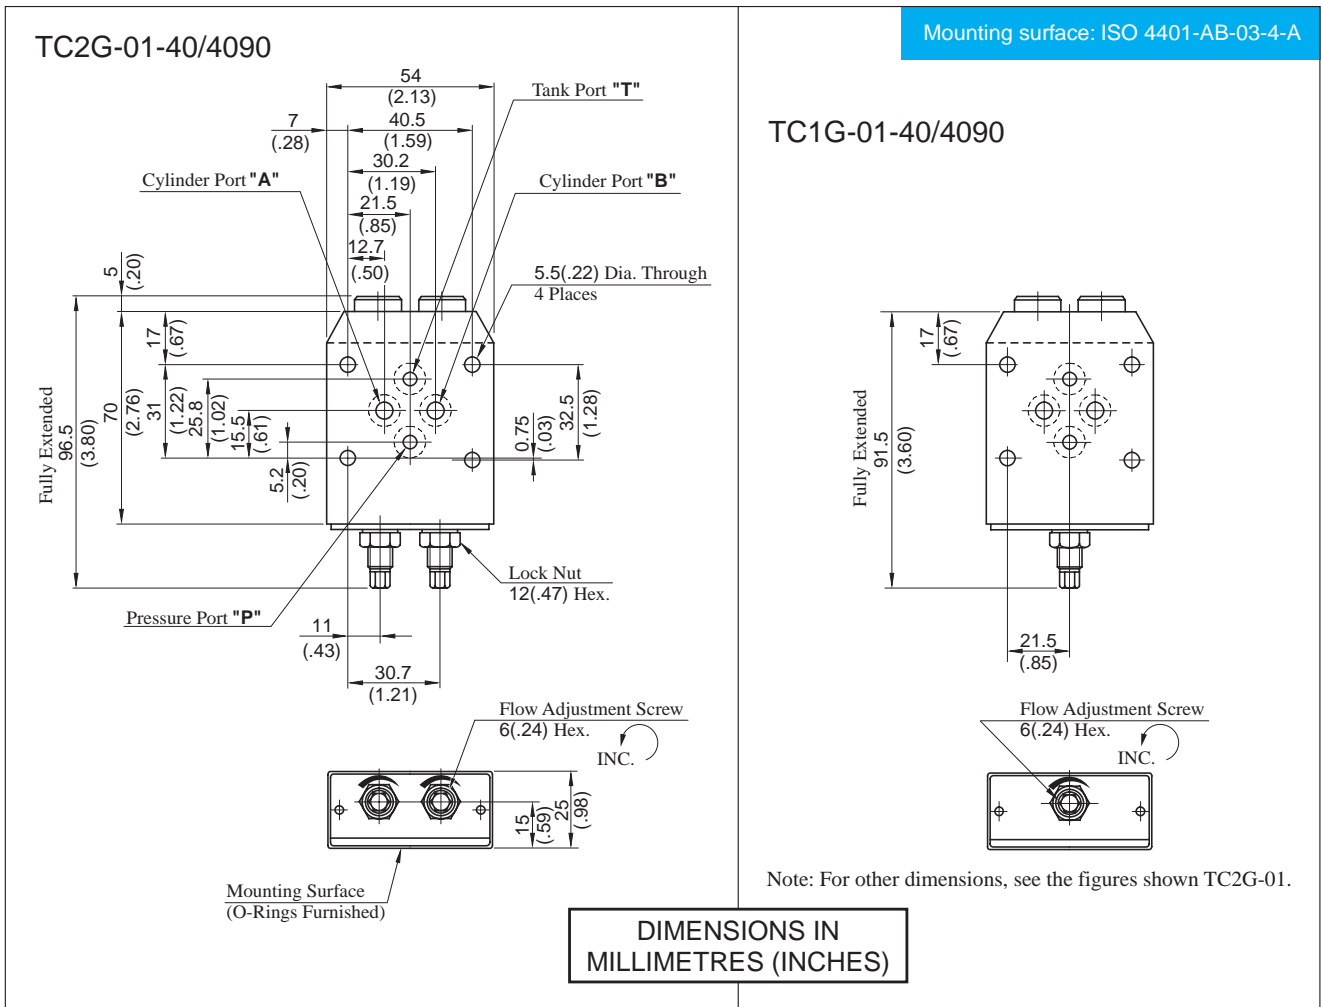 TC2G-01-40/4090
Mounting surface: ISO 4401-AB-03-4-A
54
(2.13)
Tank Port "T"
7
(.28)
40.5
(1.59)
30.2
(1.19)
Cylinder Port "A"
Cylinder Port "B"
21.5
(.85)
12.7
(.50)
5
(.20)
5.5(.22) Dia. Through
4 Places
17
(.67)
Fully Extended
96.5
(3.80)
70
(2.76)
31
(1.22)
25.8
(1.02)
15.5
(.61)
5.2
(.20)
0.75
(.03)
32.5
(1.28)
Lock Nut
12(.47) Hex.
Pressure Port "P"
11
(.43)
30.7
(1.21)
Flow Adjustment Screw
6(.24) Hex.
INC.
15
(.59)
25
(.98)
Mounting Surface
(O-Rings Furnished)
TC1G-01-40/4090
17
(.67)
Fully Extended
91.5
(3.60)
21.5
(.85)
Flow Adjustment Screw
6(.24) Hex.
INC.
Note: For other dimensions, see the figures shown TC2G-01.
DIMENSIONS IN
MILLIMETRES (INCHES)